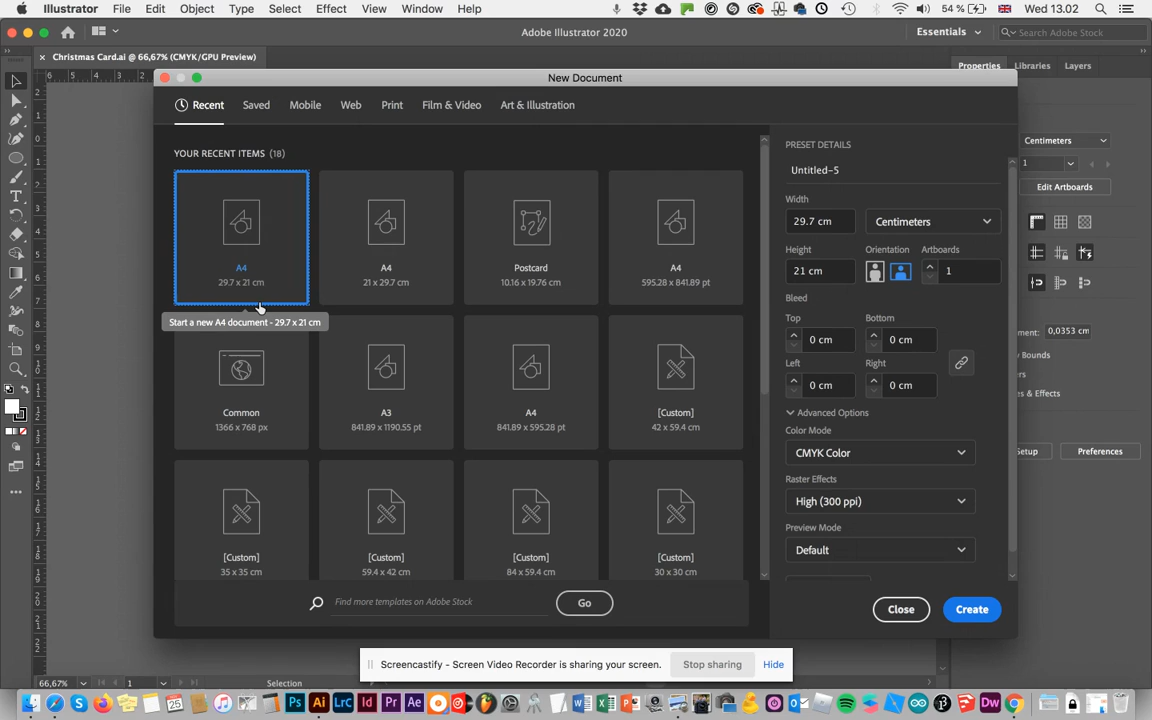 Illustrator File Edit Object Type Select Effect View Window Help 54 % Wed 13.02
Adobe Illustrator 2020 Essentials Search Adobe Stock
× Christmas Card.ai @ 66,67% (CMYK/GPU Preview)
New Document
Properties Libraries Layers
Recent Saved Mobile Web Print Film & Video Art & Illustration
YOUR RECENT ITEMS (18)
A4
29.7 x 21 cm
A4
21 x 29.7 cm
Postcard
10.16 x 19.76 cm
A4
595.28 x 841.89 pt
Start a new A4 document - 29.7 x 21 cm
Common
1366 x 768 px
A3
841.89 x 1190.55 pt
A4
841.89 x 595.28 pt
[Custom]
42 x 59.4 cm
[Custom]
35 x 35 cm
[Custom]
59.4 x 42 cm
[Custom]
84 x 59.4 cm
[Custom]
30 x 30 cm
Find more templates on Adobe Stock
Go
PRESET DETAILS
Untitled-5
Width
29.7 cm Centimeters
Height Orientation Artboards
21 cm 1
Bleed
Top Bottom
0 cm 0 cm
Left Right
0 cm 0 cm
Advanced Options
Color Mode
CMYK Color
Raster Effects
High (300 ppi)
Preview Mode
Default
Close Create
Centimeters
1
Edit Artboards
ment: 0,0353 cm
Bounds
rs
s & Effects
Setup Preferences
Screencastify - Screen Video Recorder is sharing your screen. Stop sharing Hide
66,67% 1 Selection